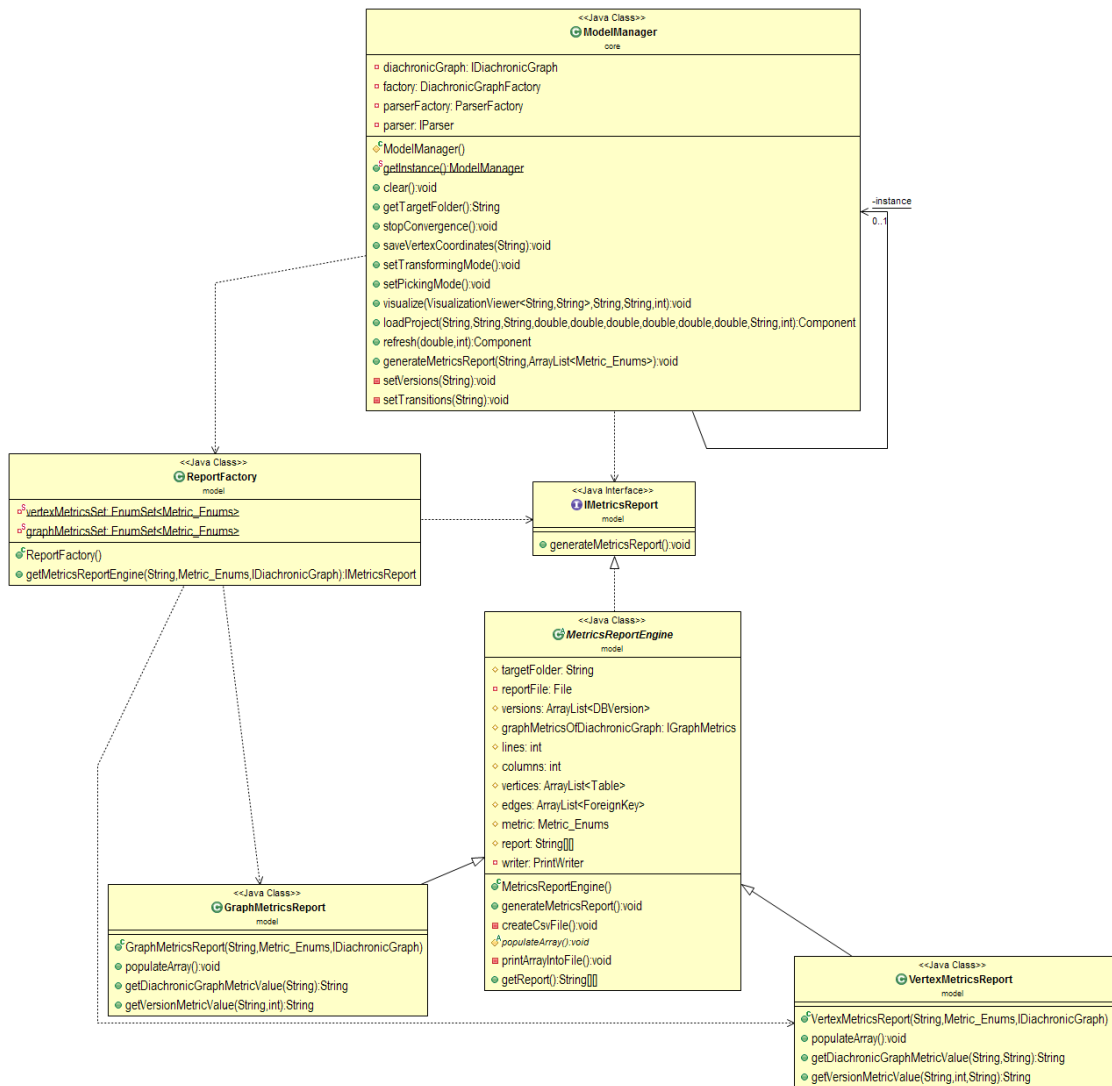 <<Java Class>>
ModelManager
core
diachronicGraph: IDiachronicGraph
factory: DiachronicGraphFactory
parserFactory: ParserFactory
parser: IParser
ModelManager()
getInstance():ModelManager
clear():void
getTargetFolder():String
stopConvergence():void
saveVertexCoordinates(String):void
setTransformingMode():void
setPickingMode():void
visualize(VisualizationViewer<String,String>,String,String,int):void
loadProject(String,String,String,double,double,double,double,double,double,String,int):Component
refresh(double,int):Component
generateMetricsReport(String,ArrayList<Metric_Enums>):void
setVersions(String):void
setTransitions(String):void
-instance
0..1
<<Java Class>>
ReportFactory
model
vertexMetricsSet: EnumSet<Metric_Enums>
graphMetricsSet: EnumSet<Metric_Enums>
ReportFactory()
getMetricsReportEngine(String,Metric_Enums,IDiachronicGraph):IMetricsReport
<<Java Interface>>
IMetricsReport
model
generateMetricsReport():void
<<Java Class>>
MetricsReportEngine
model
targetFolder: String
reportFile: File
versions: ArrayList<DBVersion>
graphMetricsOfDiachronicGraph: IGraphMetrics
lines: int
columns: int
vertices: ArrayList<Table>
edges: ArrayList<ForeignKey>
metric: Metric_Enums
report: String[][]
writer: PrintWriter
MetricsReportEngine()
generateMetricsReport():void
createCsvFile():void
populateArray():void
printArrayIntoFile():void
getReport():String[][]
<<Java Class>>
GraphMetricsReport
model
GraphMetricsReport(String,Metric_Enums,IDiachronicGraph)
populateArray():void
getDiachronicGraphMetricValue(String):String
getVersionMetricValue(String,int):String
<<Java Class>>
VertexMetricsReport
model
VertexMetricsReport(String,Metric_Enums,IDiachronicGraph)
populateArray():void
getDiachronicGraphMetricValue(String,String):String
getVersionMetricValue(String,int,String):String